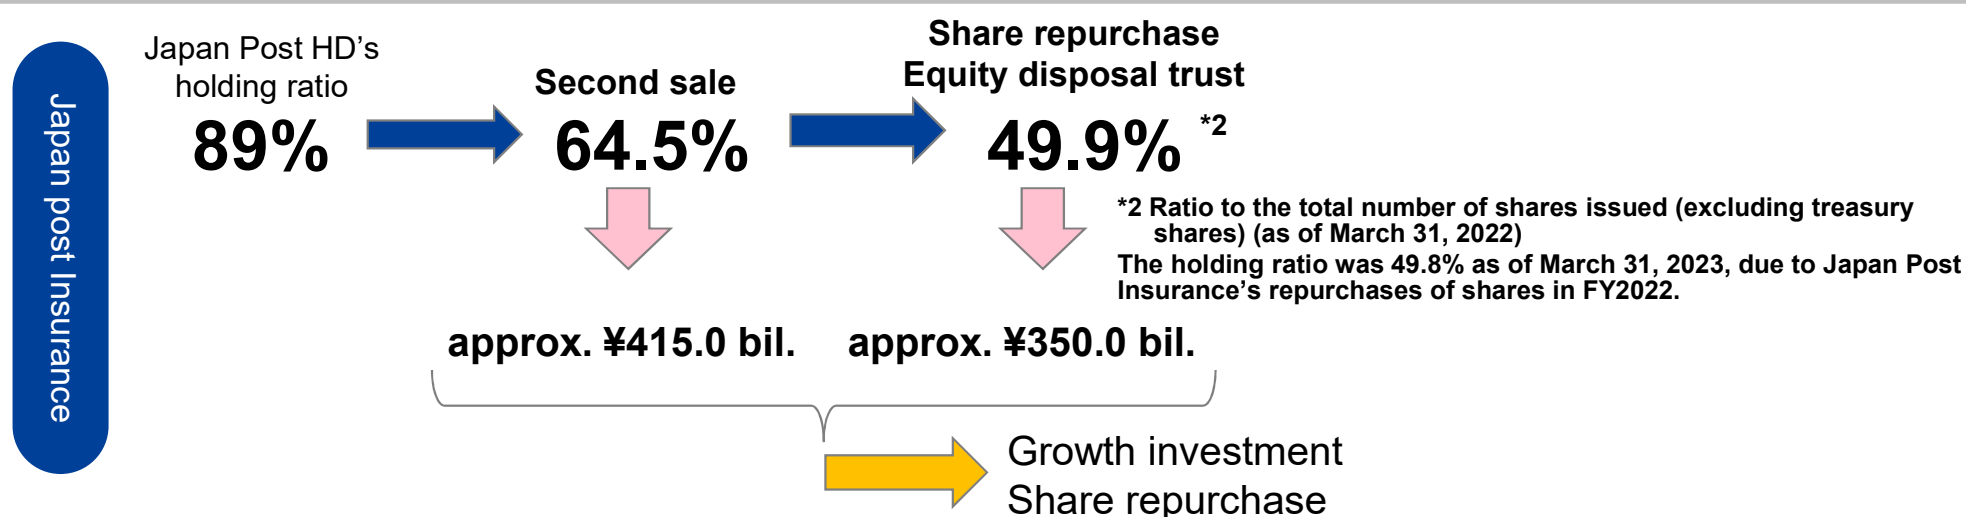 Japan post Insurance
Japan Post HD's
holding ratio
89%
Second sale
64.5%
Share repurchase
Equity disposal trust
49.9% *2
*2 Ratio to the total number of shares issued (excluding treasury
shares) (as of March 31, 2022)
The holding ratio was 49.8% as of March 31, 2023, due to Japan Post
Insurance's repurchases of shares in FY2022.
approx. ¥415.0 bil.
approx. ¥350.0 bil.
Growth investment
Share repurchase